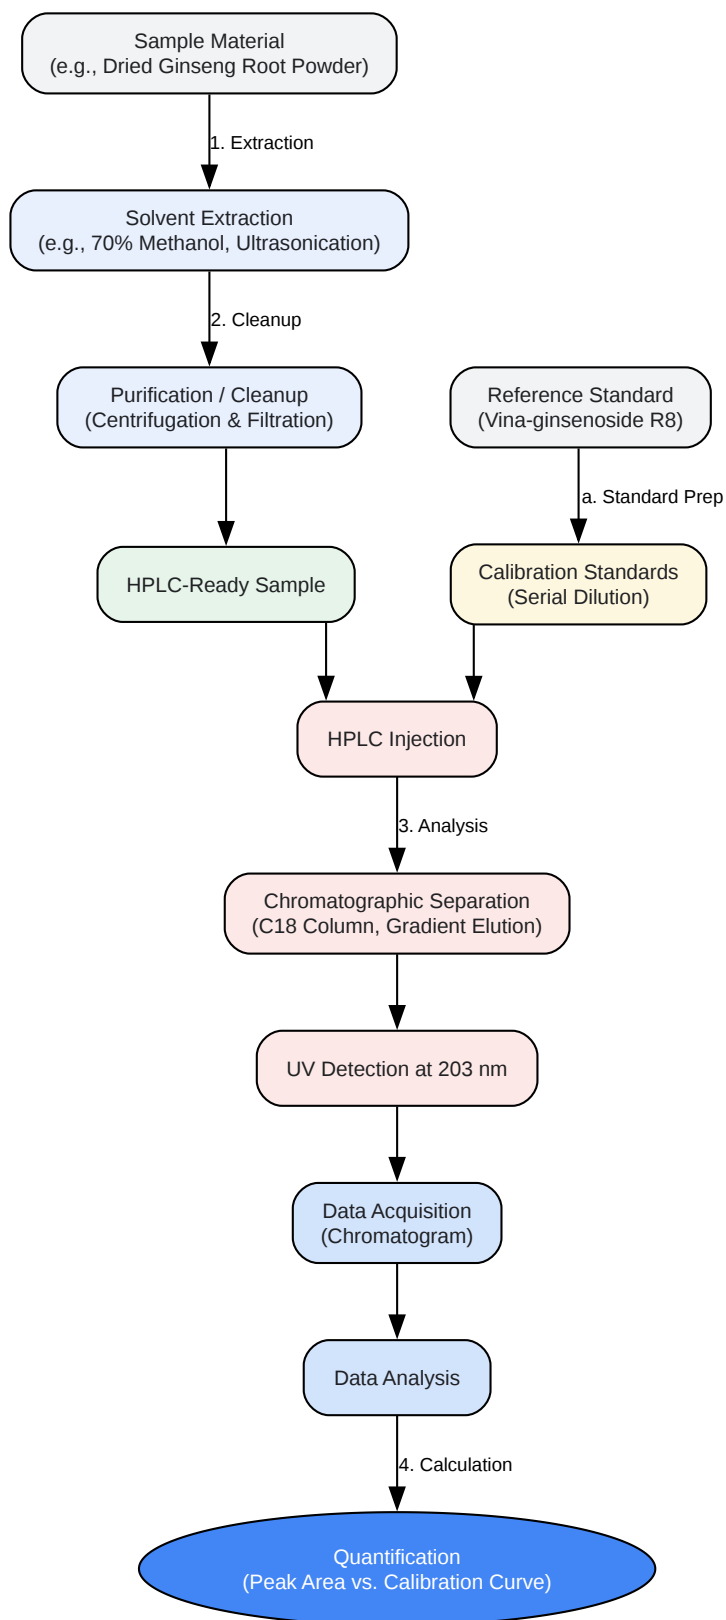 Sample Material
(e.g., Dried Ginseng Root Powder)
1. Extraction
Solvent Extraction
(e.g., 70% Methanol, Ultrasonication)
2. Cleanup
Purification / Cleanup
(Centrifugation & Filtration)
Reference Standard
(Vina-ginsenoside R8)
a. Standard Prep
HPLC-Ready Sample
Calibration Standards
(Serial Dilution)
HPLC Injection
3. Analysis
Chromatographic Separation
(C18 Column, Gradient Elution)
UV Detection at 203 nm
Data Acquisition
(Chromatogram)
Data Analysis
4. Calculation
Quantification
(Peak Area vs. Calibration Curve)